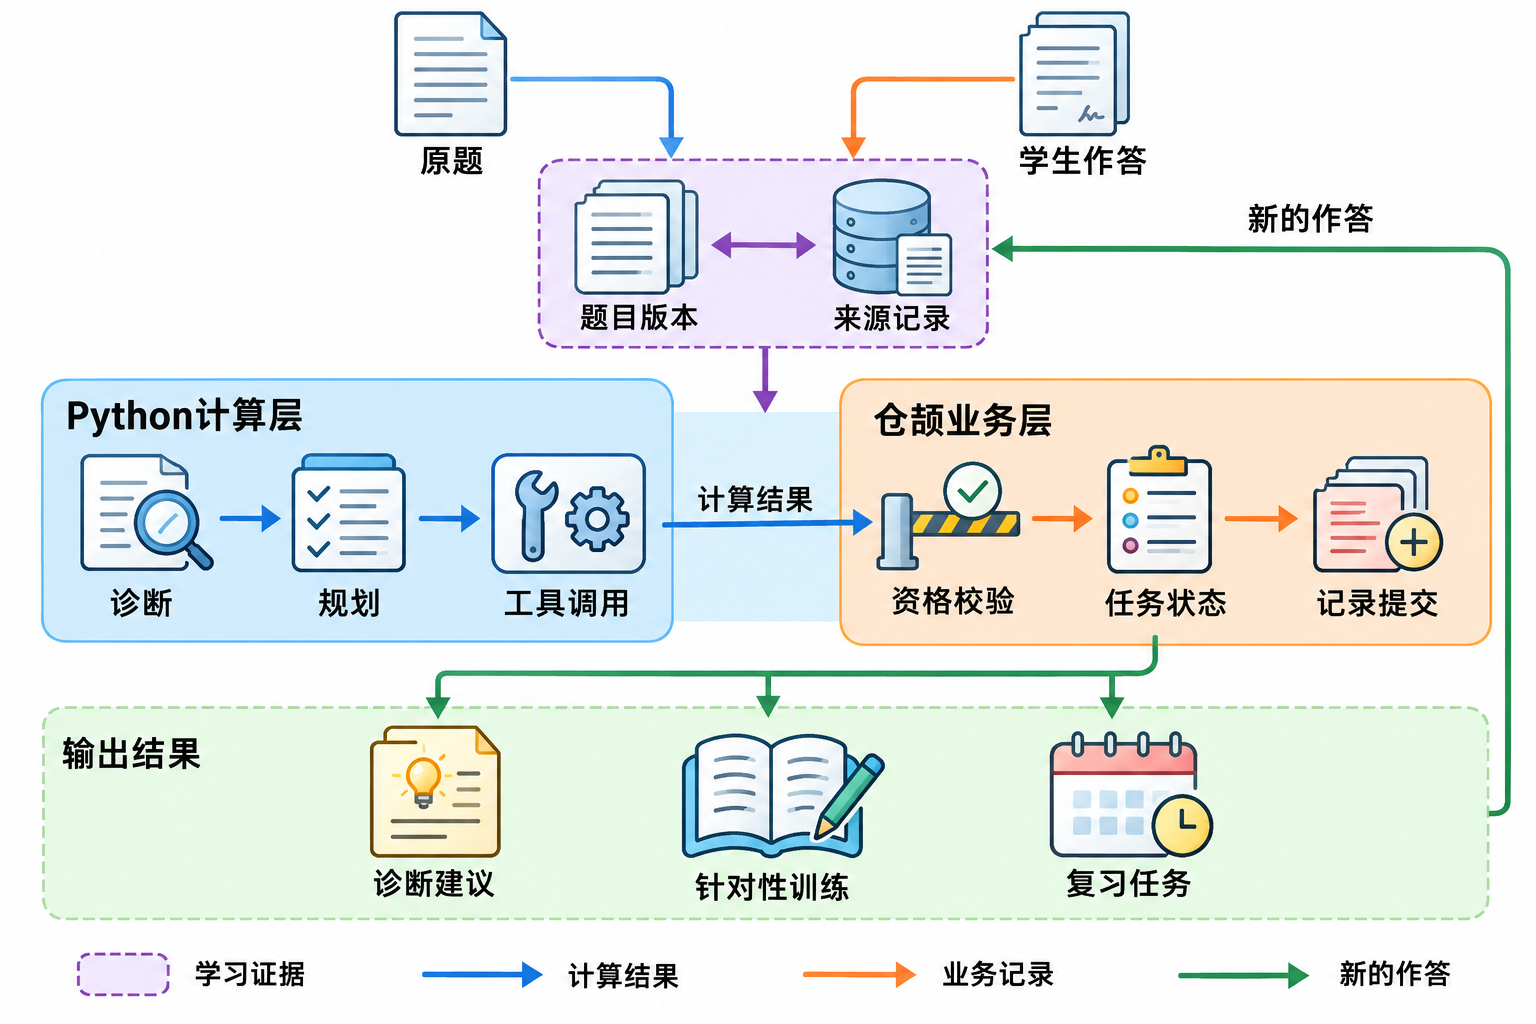 原题
学生作答
新的作答
题目版本
来源记录
Python计算层
仓颉业务层
计算结果
诊断
规划
工具调用
资格校验
任务状态
记录提交
输出结果
诊断建议
针对性训练
复习任务
学习证据
计算结果
业务记录
新的作答